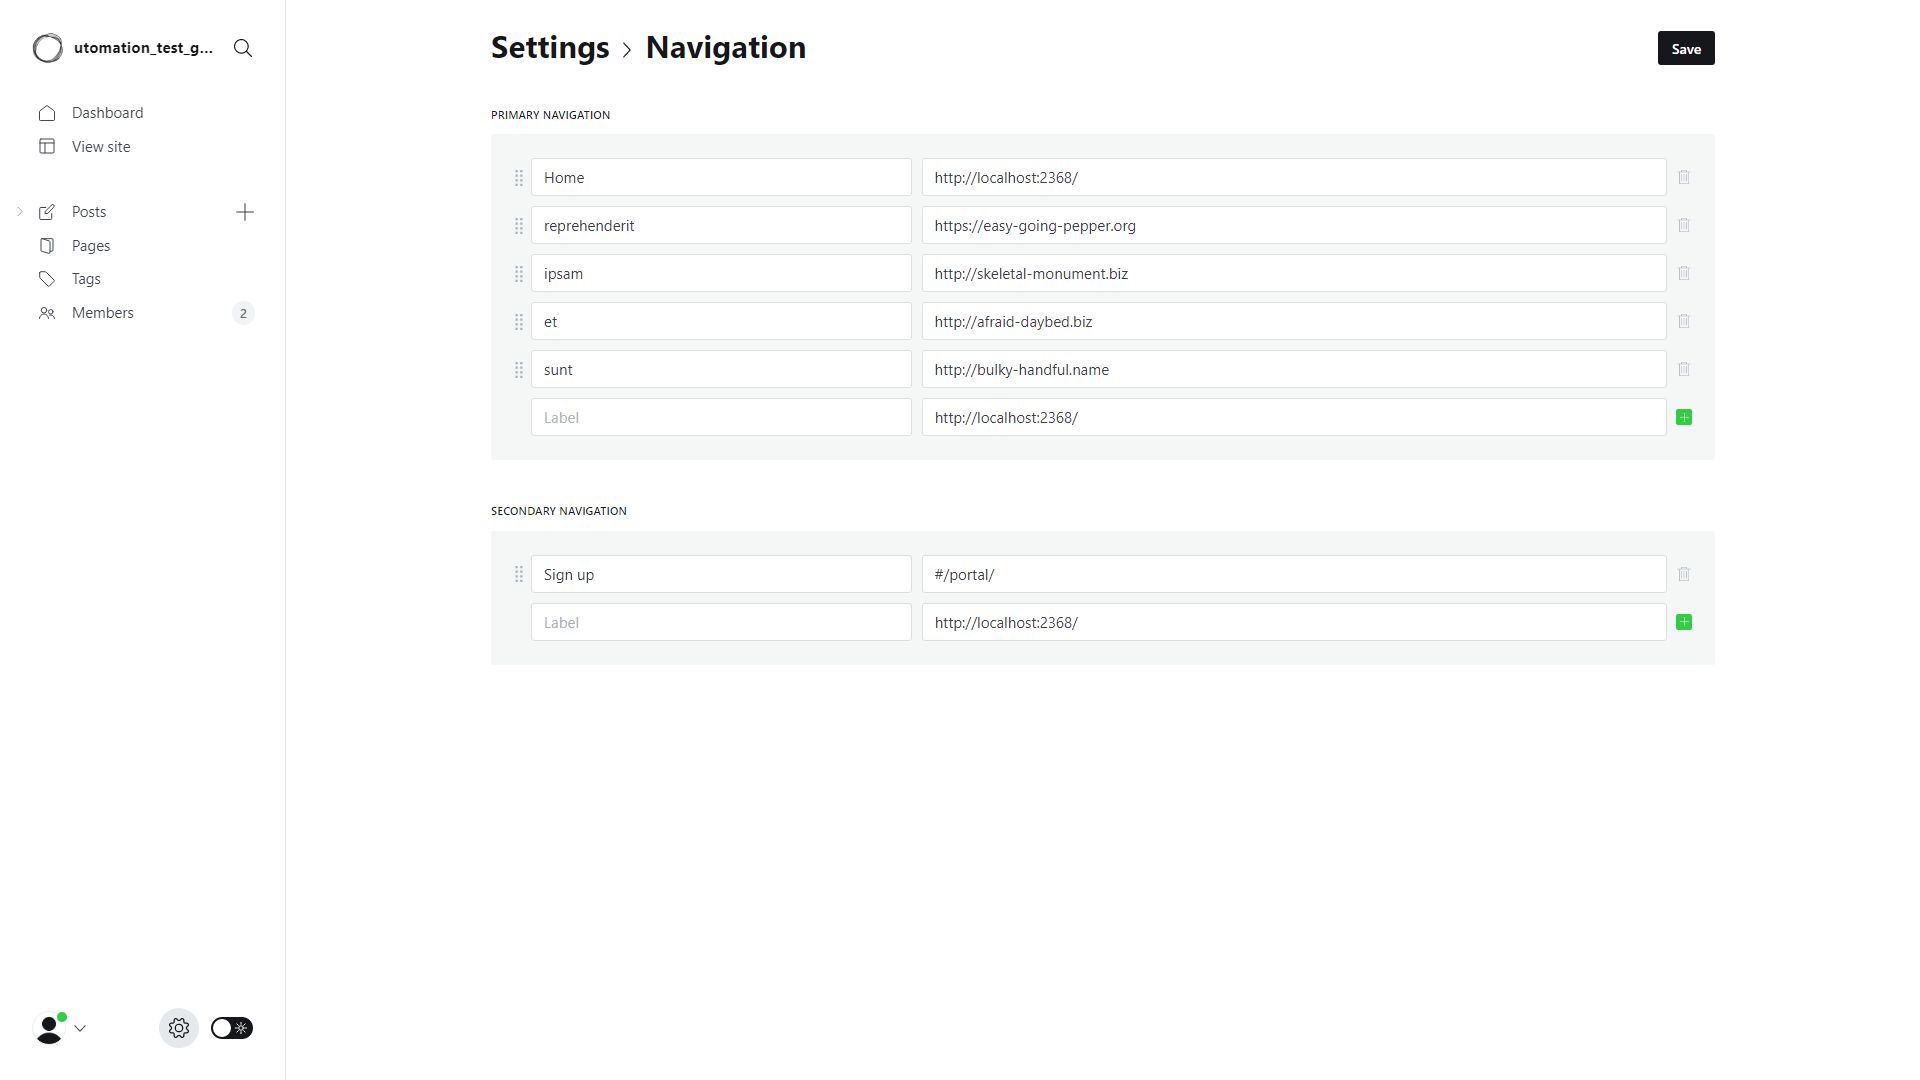 utomation_test_g...
Settings > Navigation
Save
Dashboard
View site
Posts
Pages
Tags
Members 2
PRIMARY NAVIGATION
Home http://localhost:2368/
reprehenderit https://easy-going-pepper.org
ipsam http://skeletal-monument.biz
et http://afraid-daybed.biz
sunt http://bulky-handful.name
Label http://localhost:2368/
SECONDARY NAVIGATION
Sign up #/portal/
Label http://localhost:2368/